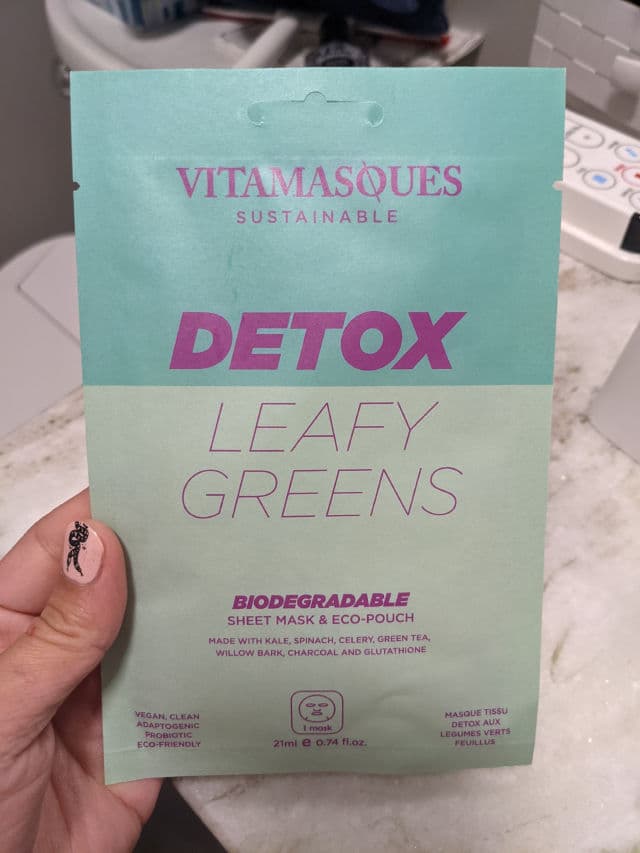 VITAMASQUES
SUSTAINABLE
DETOX
LEAFY
GREENS
BIODEGRADABLE
SHEET MASK & ECO-POUCH
MADE WITH KALE, SPINACH, CELERY, GREEN TEA,
WILLOW BARK, CHARCOAL AND GLUTATHIONE
VEGAN, CLEAN
ADAPTOGENIC
PROBIOTIC
ECO-FRIENDLY
1 mask
21ml e 0.74 fl.oz.
MASQUE TISSU
DETOX AUX
LEGUMES VERTS
FEUILLUS